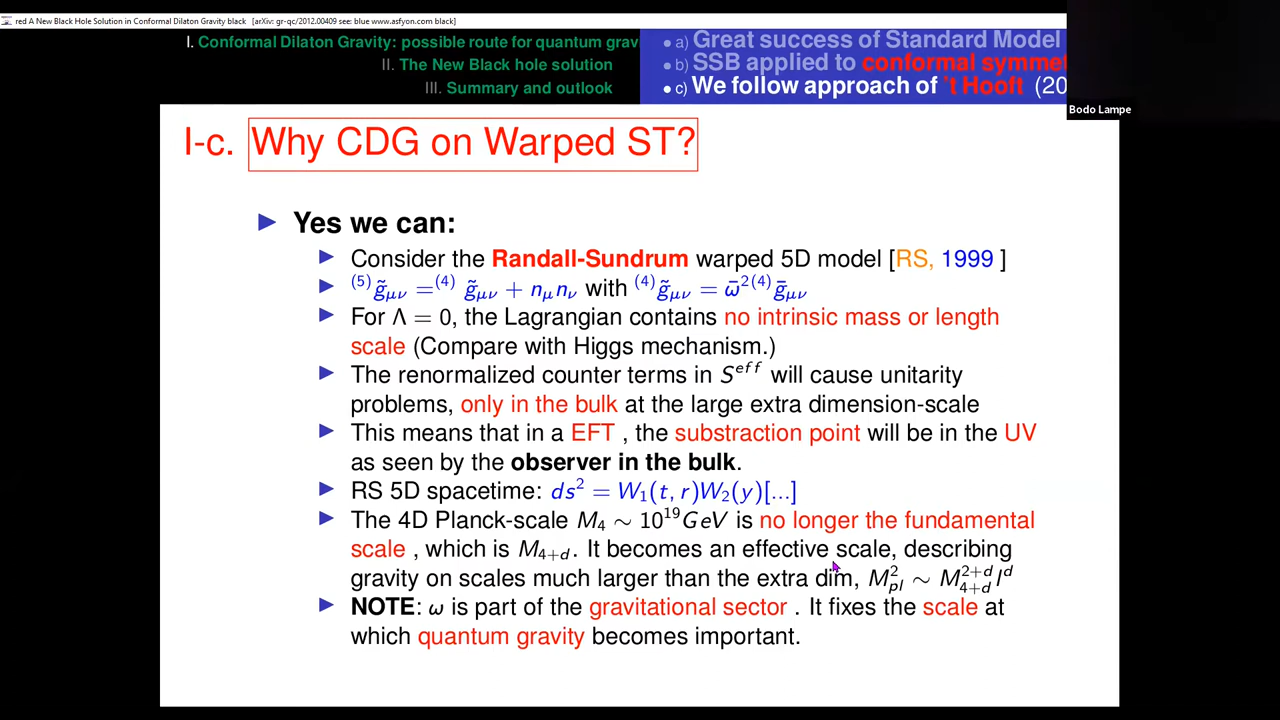 red A New Black Hole Solution in Conformal Dilaton Gravity black [arXiv: gr-qc/2012.00409 see: blue www.asfyon.com black]
I. Conformal Dilaton Gravity: possible route for quantum grav
II. The New Black hole solution
III. Summary and outlook
a) Great success of Standard Model
b) SSB applied to conformal symmet
c) We follow approach of 't Hooft (20
Bodo Lampe
I-c. Why CDG on Warped ST?
Yes we can:
Consider the Randall-Sundrum warped 5D model [RS, 1999 ]
⁽⁵⁾g̃μν =⁽⁴⁾ g̃μν + nμnν with ⁽⁴⁾g̃μν = ω̄²⁽⁴⁾ḡμν
For Λ = 0, the Lagrangian contains no intrinsic mass or length
scale (Compare with Higgs mechanism.)
The renormalized counter terms in S^eff will cause unitarity
problems, only in the bulk at the large extra dimension-scale
This means that in a EFT , the substraction point will be in the UV
as seen by the observer in the bulk.
RS 5D spacetime: ds² = W₁(t, r)W₂(y)[...]
The 4D Planck-scale M₄ ∼ 10¹⁹GeV is no longer the fundamental
scale , which is M₄₊d. It becomes an effective scale, describing
gravity on scales much larger than the extra dim, M²pl ∼ M²⁺ᵈ₄₊d lᵈ
NOTE: ω is part of the gravitational sector . It fixes the scale at
which quantum gravity becomes important.